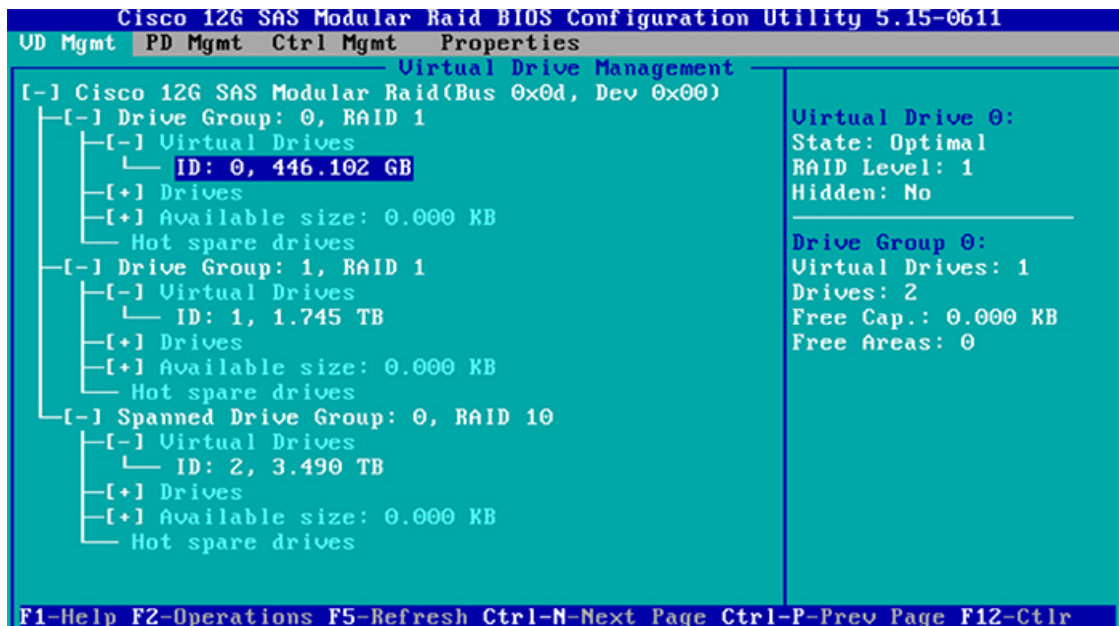 Cisco 12G SAS Modular Raid BIOS Configuration Utility 5.15-0611
VD Mgmt PD Mgmt Ctrl Mgmt Properties
Virtual Drive Management
[-] Cisco 12G SAS Modular Raid(Bus 0x0d, Dev 0x00)
[-] Drive Group: 0, RAID 1
[-] Virtual Drives
ID: 0, 446.102 GB
[+] Drives
[+] Available size: 0.000 KB
Hot spare drives
[-] Drive Group: 1, RAID 1
[-] Virtual Drives
ID: 1, 1.745 TB
[+] Drives
[+] Available size: 0.000 KB
Hot spare drives
[-] Spanned Drive Group: 0, RAID 10
[-] Virtual Drives
ID: 2, 3.490 TB
[+] Drives
[+] Available size: 0.000 KB
Hot spare drives
Virtual Drive 0:
State: Optimal
RAID Level: 1
Hidden: No
Drive Group 0:
Virtual Drives: 1
Drives: 2
Free Cap.: 0.000 KB
Free Areas: 0
F1-Help F2-Operations F5-Refresh Ctrl-N-Next Page Ctrl-P-Prev Page F12-Ctlr